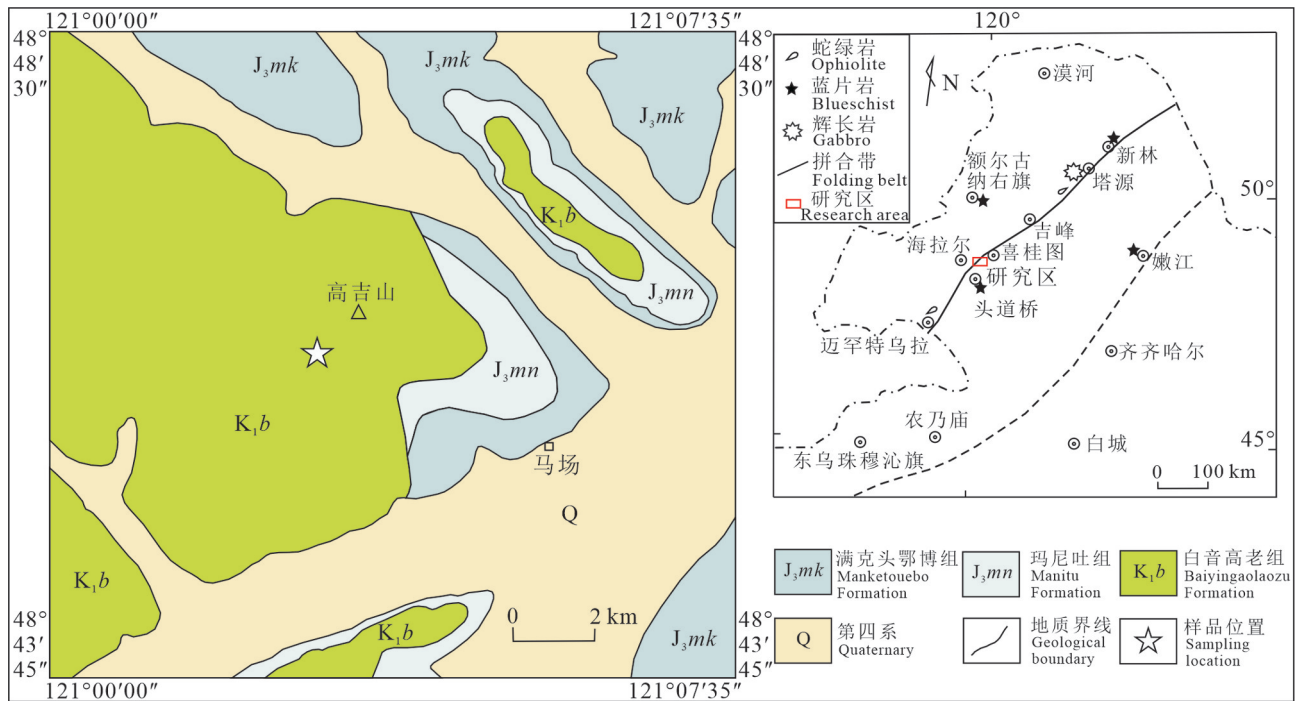 121°00′00″
121°07′35″
48°
48′
30″
48°
48′
30″
J₃mk
J₃mk
J₃mk
K₁b
J₃mn
高吉山
J₃mn
K₁b
马场
Q
K₁b
K₁b
0 2 km
J₃mk
48°
43′
45″
48°
43′
45″
121°00′00″
121°07′35″
120°
蛇绿岩
Ophiolite
蓝片岩
Blueschist
辉长岩
Gabbro
拼合带
Folding belt
研究区
Research area
N
漠河
新林
塔源
额尔古
纳右旗
50°
吉峰
海拉尔
喜桂图
嫩江
研究区
头道桥
迈罕特乌拉
齐齐哈尔
农乃庙
45°
东乌珠穆沁旗
白城
0 100 km
J₃mk
满克头鄂博组
Manketouebo
Formation
J₃mn
玛尼吐组
Manitu
Formation
K₁b
白音高老组
Baiyingaolaozu
Formation
Q
第四系
Quaternary
地质界线
Geological
boundary
样品位置
Sampling
location